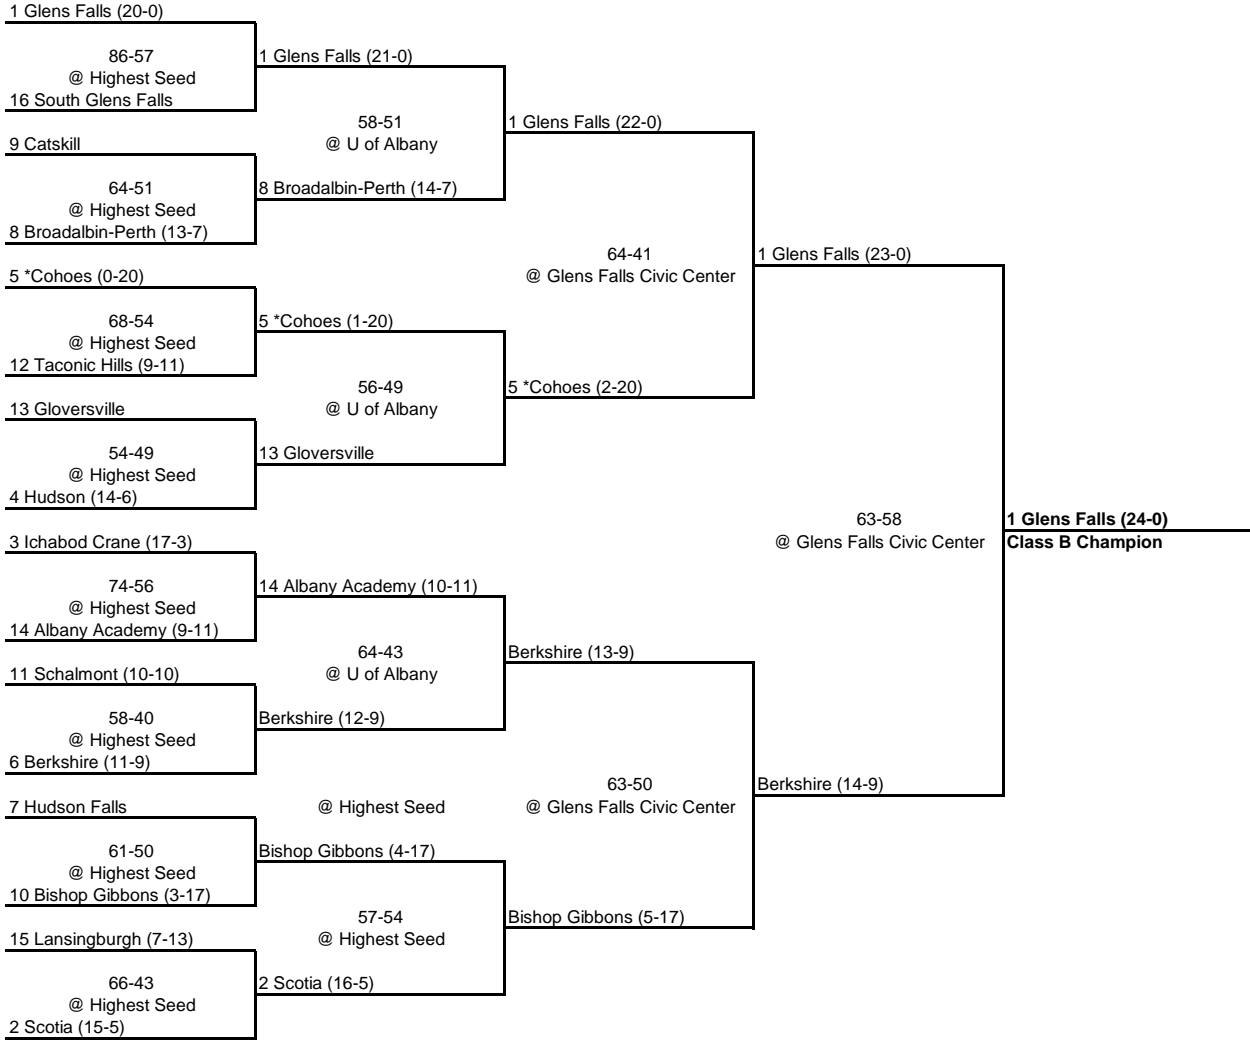 1 Glens Falls (20-0)
86-57
@ Highest Seed
16 South Glens Falls
9 Catskill
64-51
@ Highest Seed
8 Broadalbin-Perth (13-7)
5 *Cohoes (0-20)
68-54
@ Highest Seed
12 Taconic Hills (9-11)
13 Gloversville
54-49
@ Highest Seed
4 Hudson (14-6)
3 Ichabod Crane (17-3)
74-56
@ Highest Seed
14 Albany Academy (9-11)
11 Schalmont (10-10)
58-40
@ Highest Seed
6 Berkshire (11-9)
7 Hudson Falls
61-50
@ Highest Seed
10 Bishop Gibbons (3-17)
15 Lansingburgh (7-13)
66-43
@ Highest Seed
2 Scotia (15-5)
1 Glens Falls (21-0)
58-51
@ U of Albany
8 Broadalbin-Perth (14-7)
5 *Cohoes (1-20)
56-49
@ U of Albany
13 Gloversville
14 Albany Academy (10-11)
64-43
@ U of Albany
Berkshire (12-9)
@ Highest Seed
Bishop Gibbons (4-17)
57-54
@ Highest Seed
2 Scotia (16-5)
1 Glens Falls (22-0)
64-41
@ Glens Falls Civic Center
5 *Cohoes (2-20)
Berkshire (13-9)
63-50
@ Glens Falls Civic Center
Bishop Gibbons (5-17)
1 Glens Falls (23-0)
63-58
@ Glens Falls Civic Center
Berkshire (14-9)
1 Glens Falls (24-0)
Class B Champion